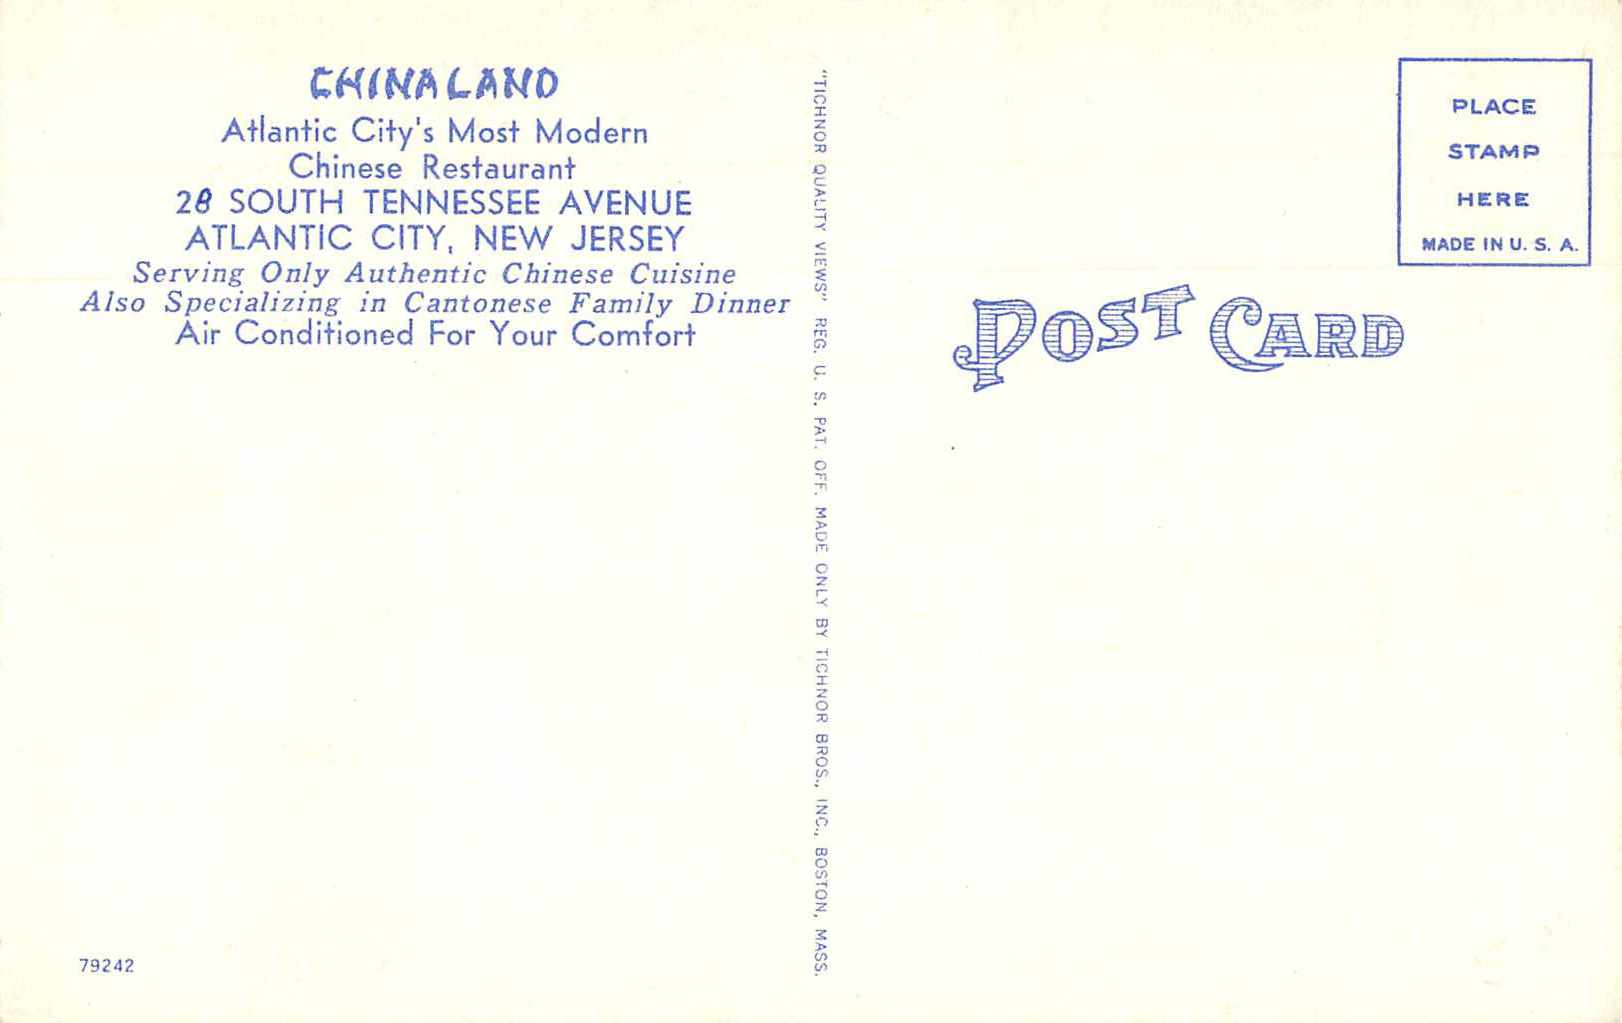 CHINALAND
Atlantic City's Most Modern
Chinese Restaurant
28 SOUTH TENNESSEE AVENUE
ATLANTIC CITY, NEW JERSEY
Serving Only Authentic Chinese Cuisine
Also Specializing in Cantonese Family Dinner
Air Conditioned For Your Comfort
79242
"TICHNOR QUALITY VIEWS" REG. U. S. PAT. OFF. MADE ONLY BY TICHNOR BROS., INC., BOSTON, MASS.
PLACE
STAMP
HERE
MADE IN U. S. A.
POST CARD